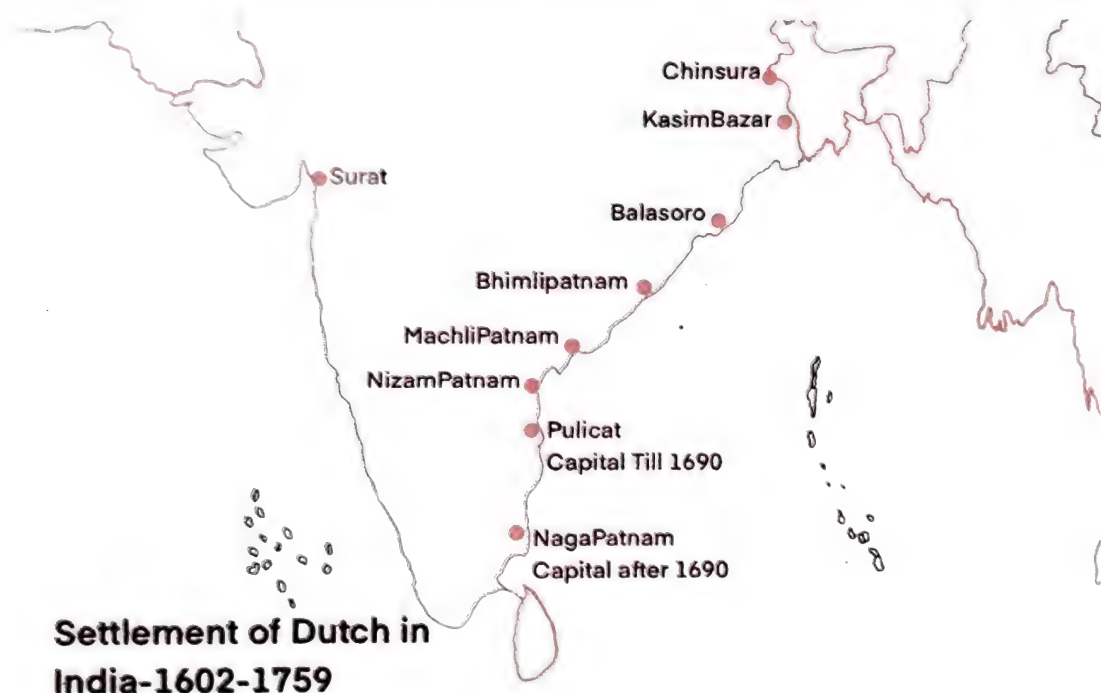 Chinsura
KasimBazar
Surat
Balasoro
Bhimlipatnam
MachliPatnam
NizamPatnam
Pulicat
Capital Till 1690
NagaPatnam
Capital after 1690
Settlement of Dutch in
India-1602-1759